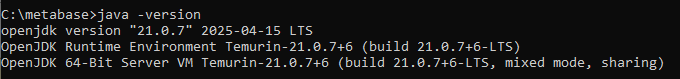 C:\metabase>java -version
openjdk version "21.0.7" 2025-04-15 LTS
OpenJDK Runtime Environment Temurin-21.0.7+6 (build 21.0.7+6-LTS)
OpenJDK 64-Bit Server VM Temurin-21.0.7+6 (build 21.0.7+6-LTS, mixed mode, sharing)